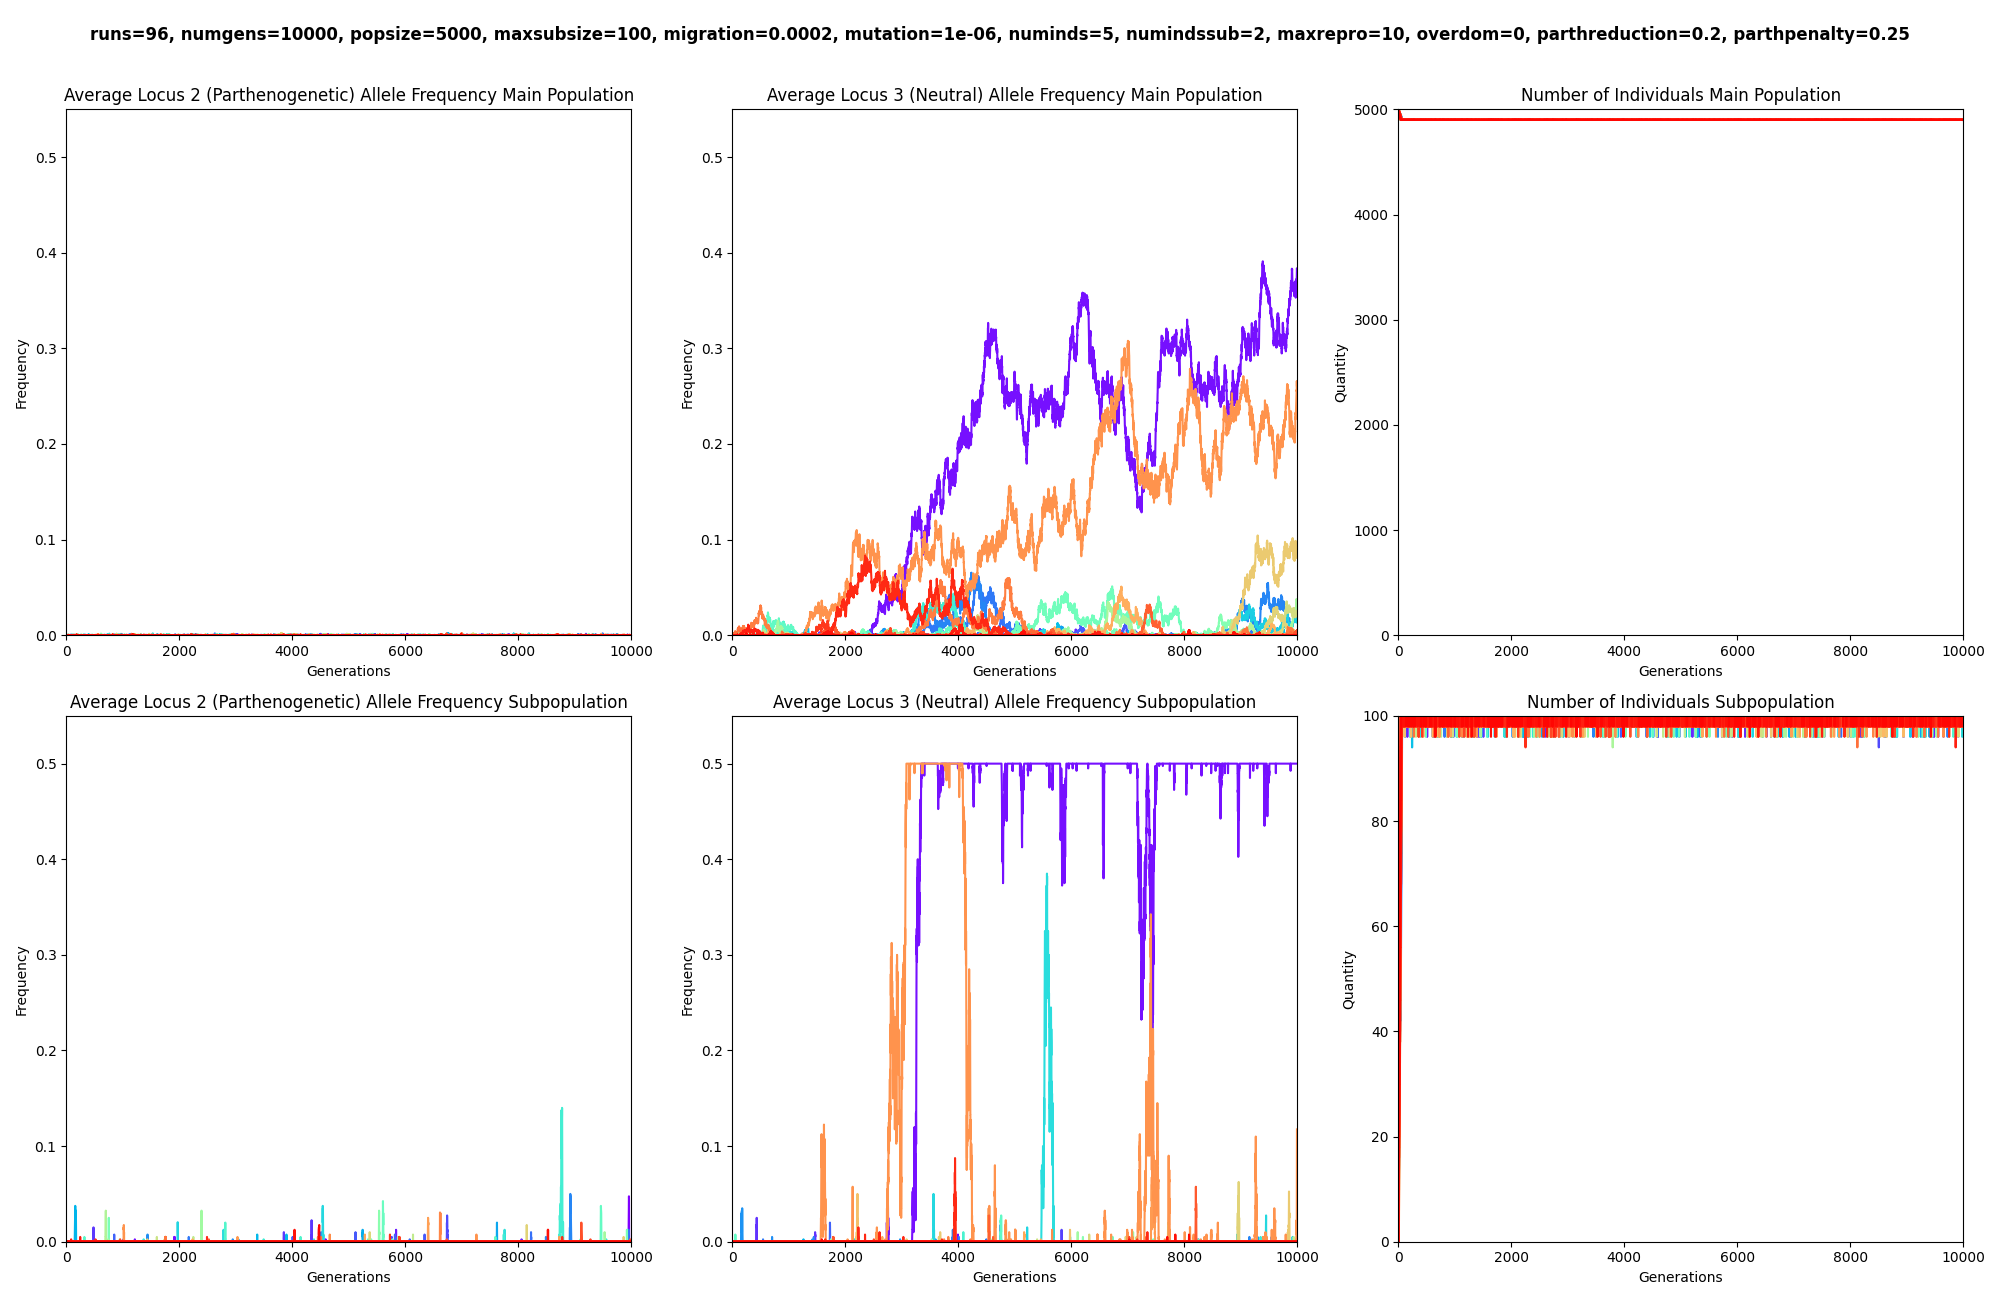 runs=96, numgens=10000, popsize=5000, maxsubsize=100, migration=0.0002, mutation=1e-06, numinds=5, numindssub=2, maxrepro=10, overdom=0, parthreduction=0.2, parthpenalty=0.25
Average Locus 2 (Parthenogenetic) Allele Frequency Main Population
0.5
0.4
0.3
0.2
0.1
0.0
Frequency
0 2000 4000 6000 8000 10000
Generations
Average Locus 3 (Neutral) Allele Frequency Main Population
0.5
0.4
0.3
0.2
0.1
0.0
Frequency
0 2000 4000 6000 8000 10000
Generations
Number of Individuals Main Population
5000
4000
3000
2000
1000
0
Quantity
0 2000 4000 6000 8000 10000
Generations
Average Locus 2 (Parthenogenetic) Allele Frequency Subpopulation
0.5
0.4
0.3
0.2
0.1
0.0
Frequency
0 2000 4000 6000 8000 10000
Generations
Average Locus 3 (Neutral) Allele Frequency Subpopulation
0.5
0.4
0.3
0.2
0.1
0.0
Frequency
0 2000 4000 6000 8000 10000
Generations
Number of Individuals Subpopulation
100
80
60
40
20
0
Quantity
0 2000 4000 6000 8000 10000
Generations